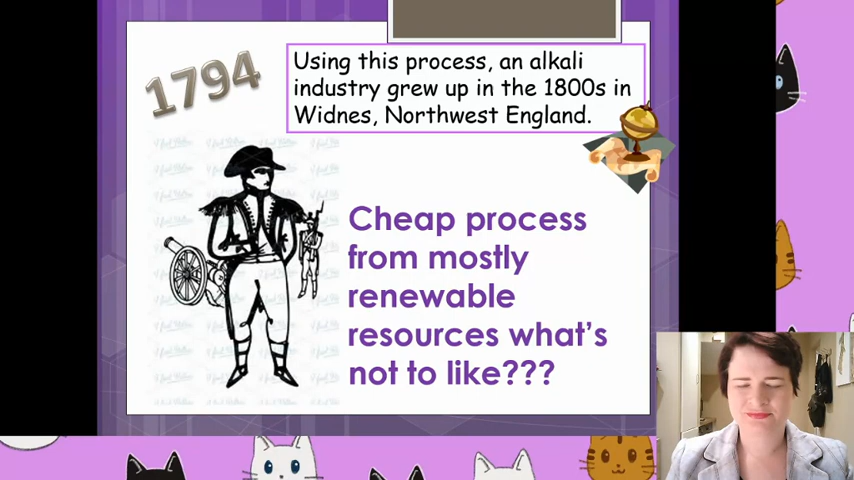 1794
Using this process, an alkali
industry grew up in the 1800s in
Widnes, Northwest England.
Cheap process
from mostly
renewable
resources what's
not to like???